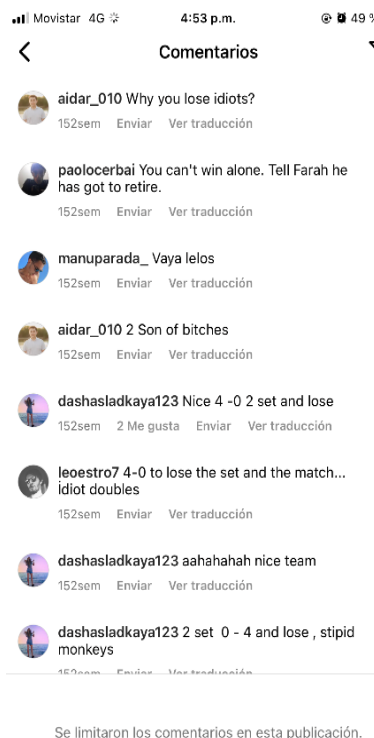 Movistar 4G 4:53 p.m. 49 %
Comentarios
aidar_010 Why you lose idiots?
152sem Enviar Ver traducción
paolocerbai You can't win alone. Tell Farah he
has got to retire.
152sem Enviar Ver traducción
manuparada_ Vaya lelos
152sem Enviar Ver traducción
aidar_010 2 Son of bitches
152sem Enviar Ver traducción
dashasladkaya123 Nice 4 -0 2 set and lose
152sem 2 Me gusta Enviar Ver traducción
leoestro7 4-0 to lose the set and the match...
idiot doubles
152sem Enviar Ver traducción
dashasladkaya123 aahahahah nice team
152sem Enviar Ver traducción
dashasladkaya123 2 set 0 - 4 and lose , stipid
monkeys
152sem Enviar Ver traducción
Se limitaron los comentarios en esta publicación.